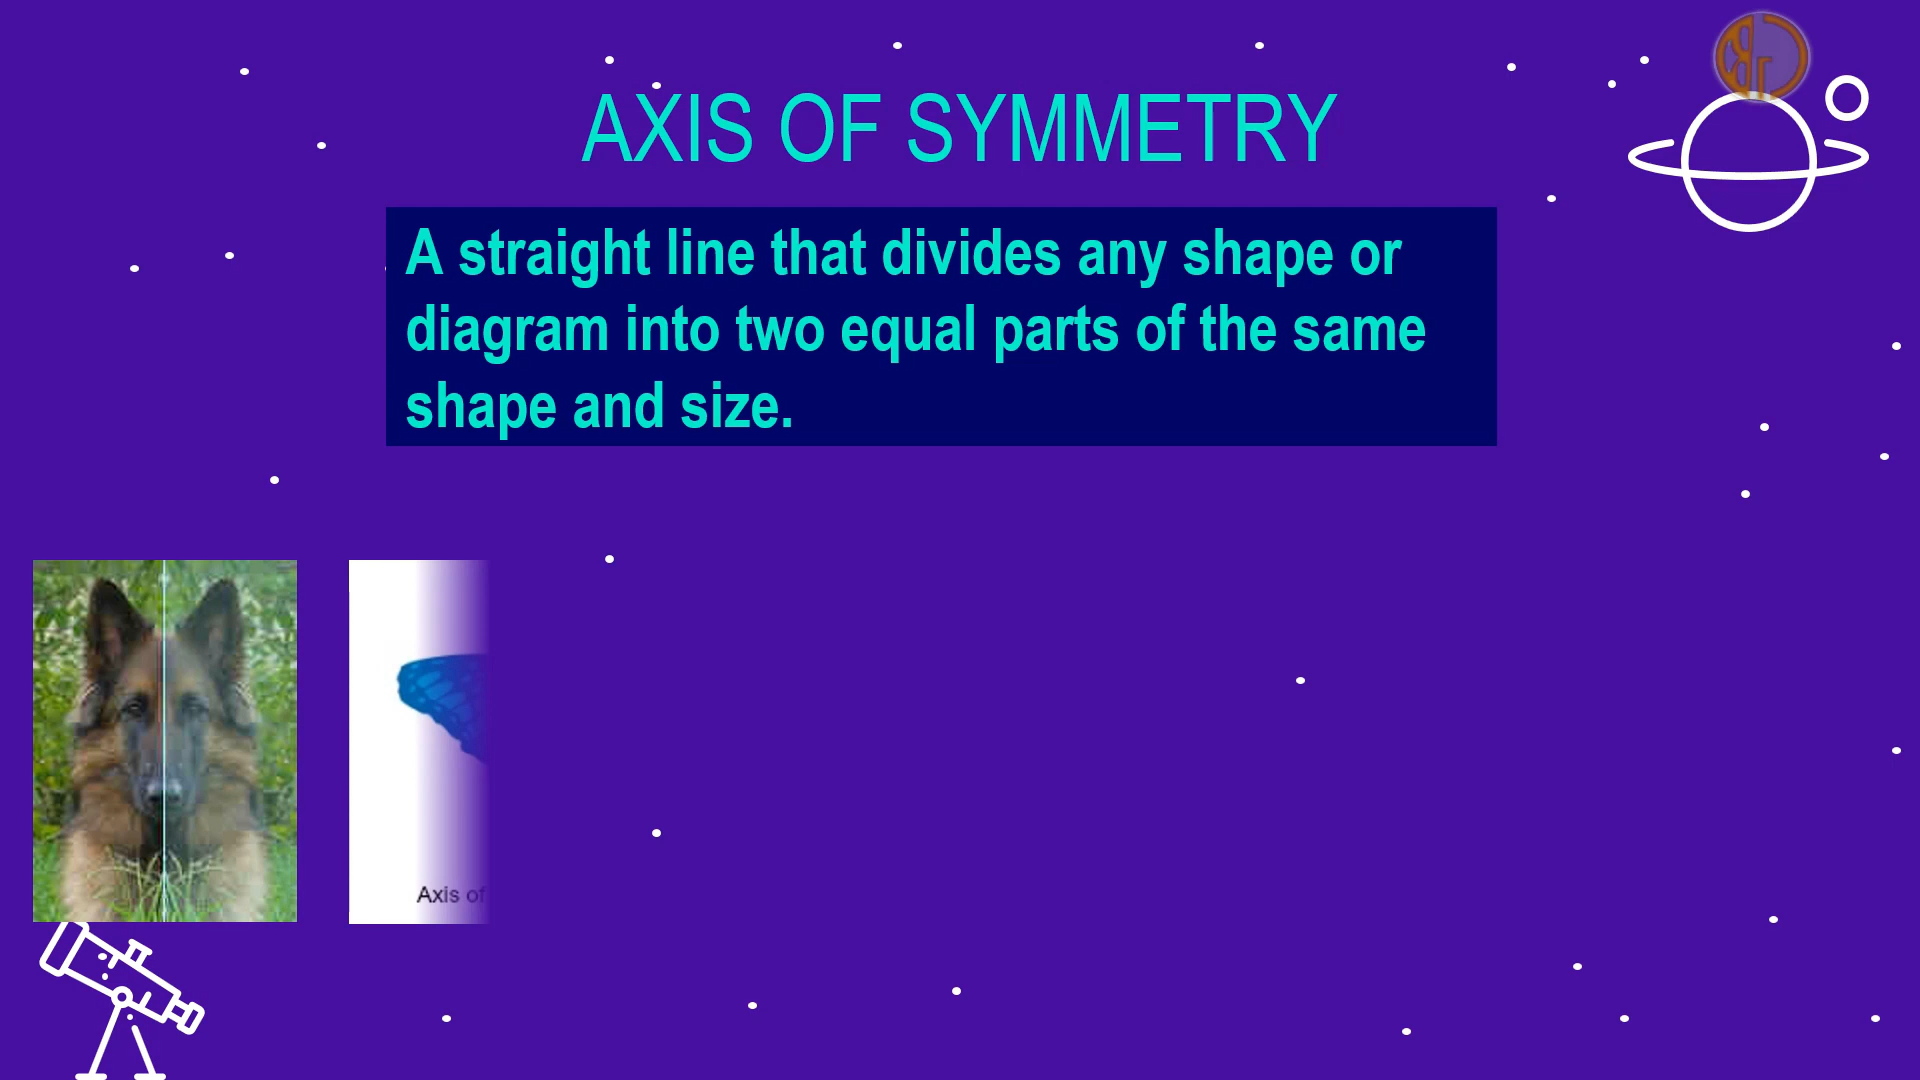 AXIS OF SYMMETRY
A straight line that divides any shape or
diagram into two equal parts of the same
shape and size.
Axis of